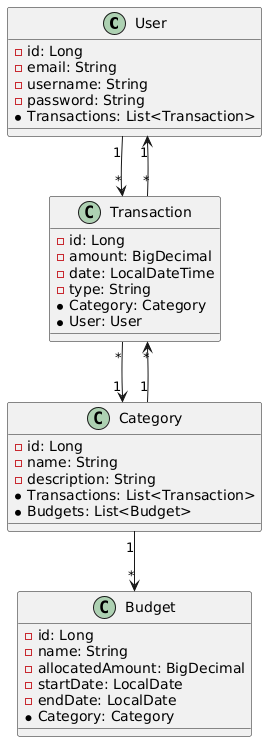 C User
id: Long
email: String
username: String
password: String
Transactions: List<Transaction>
1 1
* *
C Transaction
id: Long
amount: BigDecimal
date: LocalDateTime
type: String
Category: Category
User: User
* *
1 1
C Category
id: Long
name: String
description: String
Transactions: List<Transaction>
Budgets: List<Budget>
1
*
C Budget
id: Long
name: String
allocatedAmount: BigDecimal
startDate: LocalDate
endDate: LocalDate
Category: Category